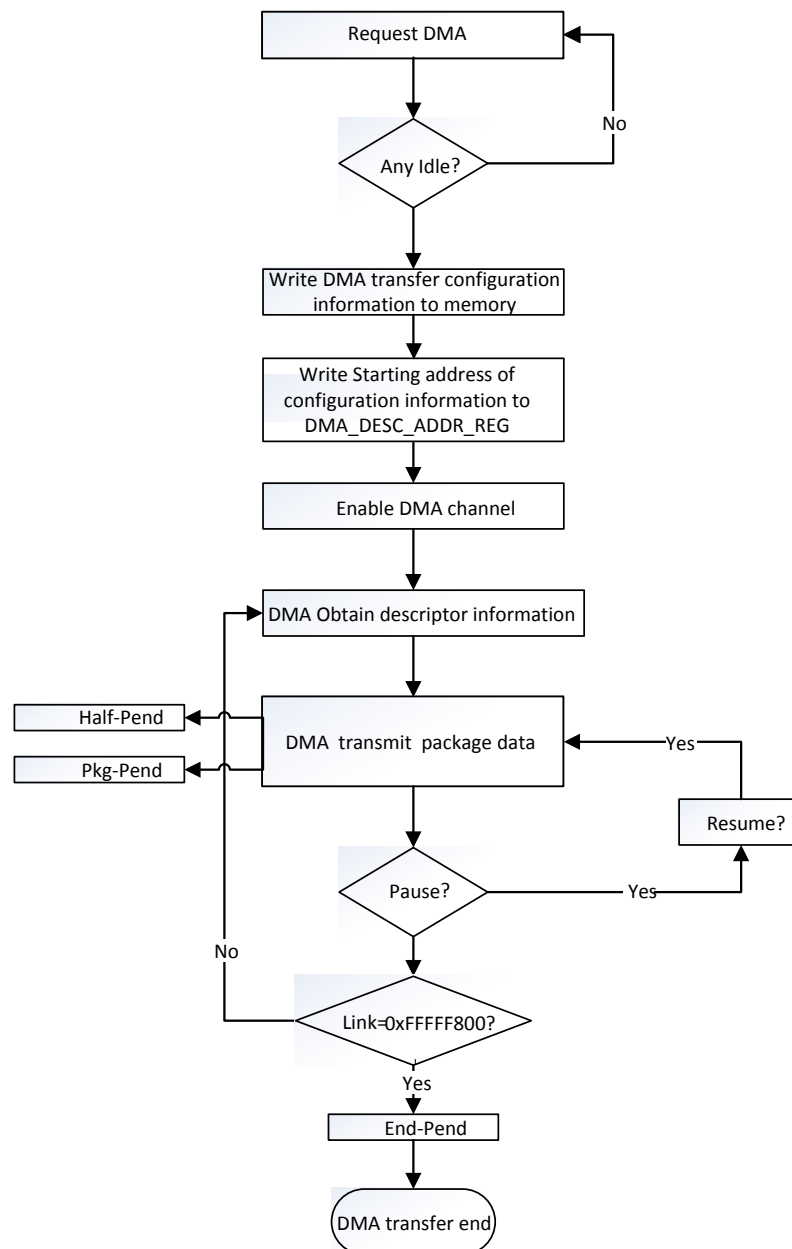 Request DMA
No
Any Idle?
Write DMA transfer configuration
information to memory
Write Starting address of
configuration information to
DMA_DESC_ADDR_REG
Enable DMA channel
DMA Obtain descriptor information
Half-Pend
DMA transmit package data
Yes
Pkg-Pend
Resume?
Pause?
Yes
No
Link=0xFFFFF800?
Yes
End-Pend
DMA transfer end